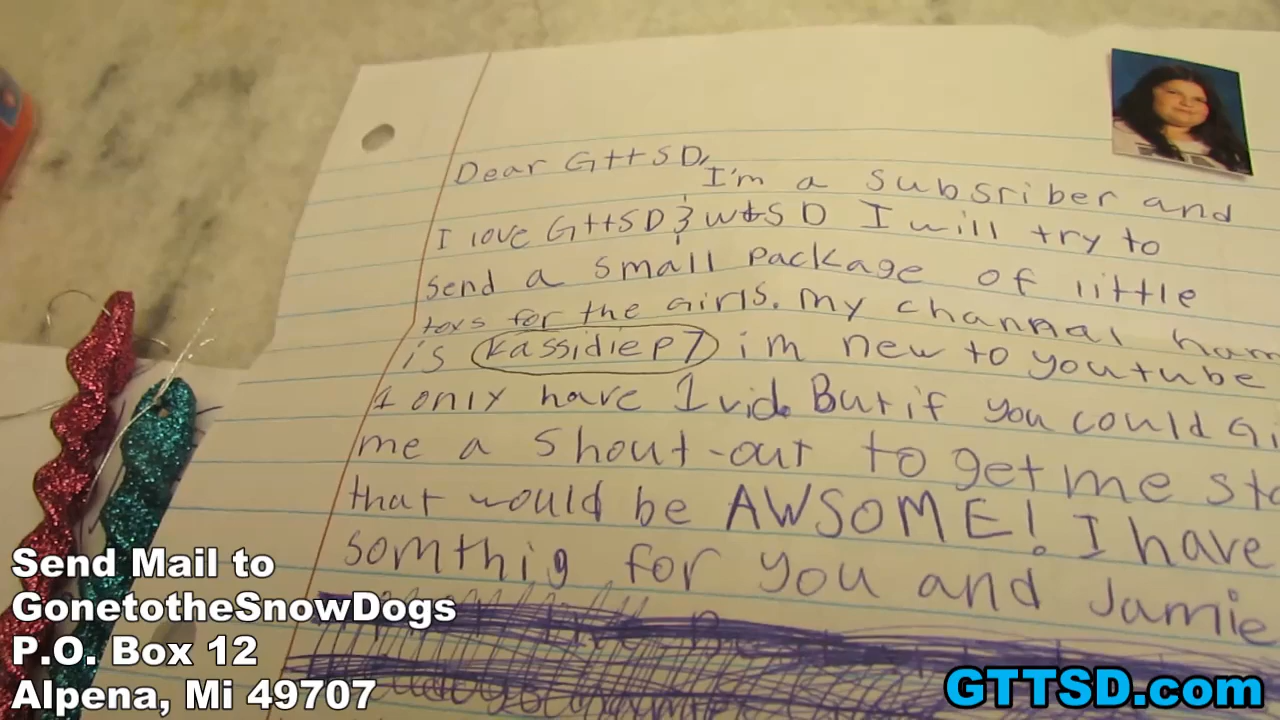 Dear GttSD,
I'm a subsriber and
I love GttSD & WtSD I will try to
send a small package of little
toys for the girls. my channal
is kassidiep7 im new to youtube
I only have 1 vid. But if you could
me a shout-out to get me
that would be AWSOME! I have
somthig for you and Jamie
Send Mail to
GonetotheSnowDogs
P.O. Box 12
Alpena, Mi 49707
GTTSD.com